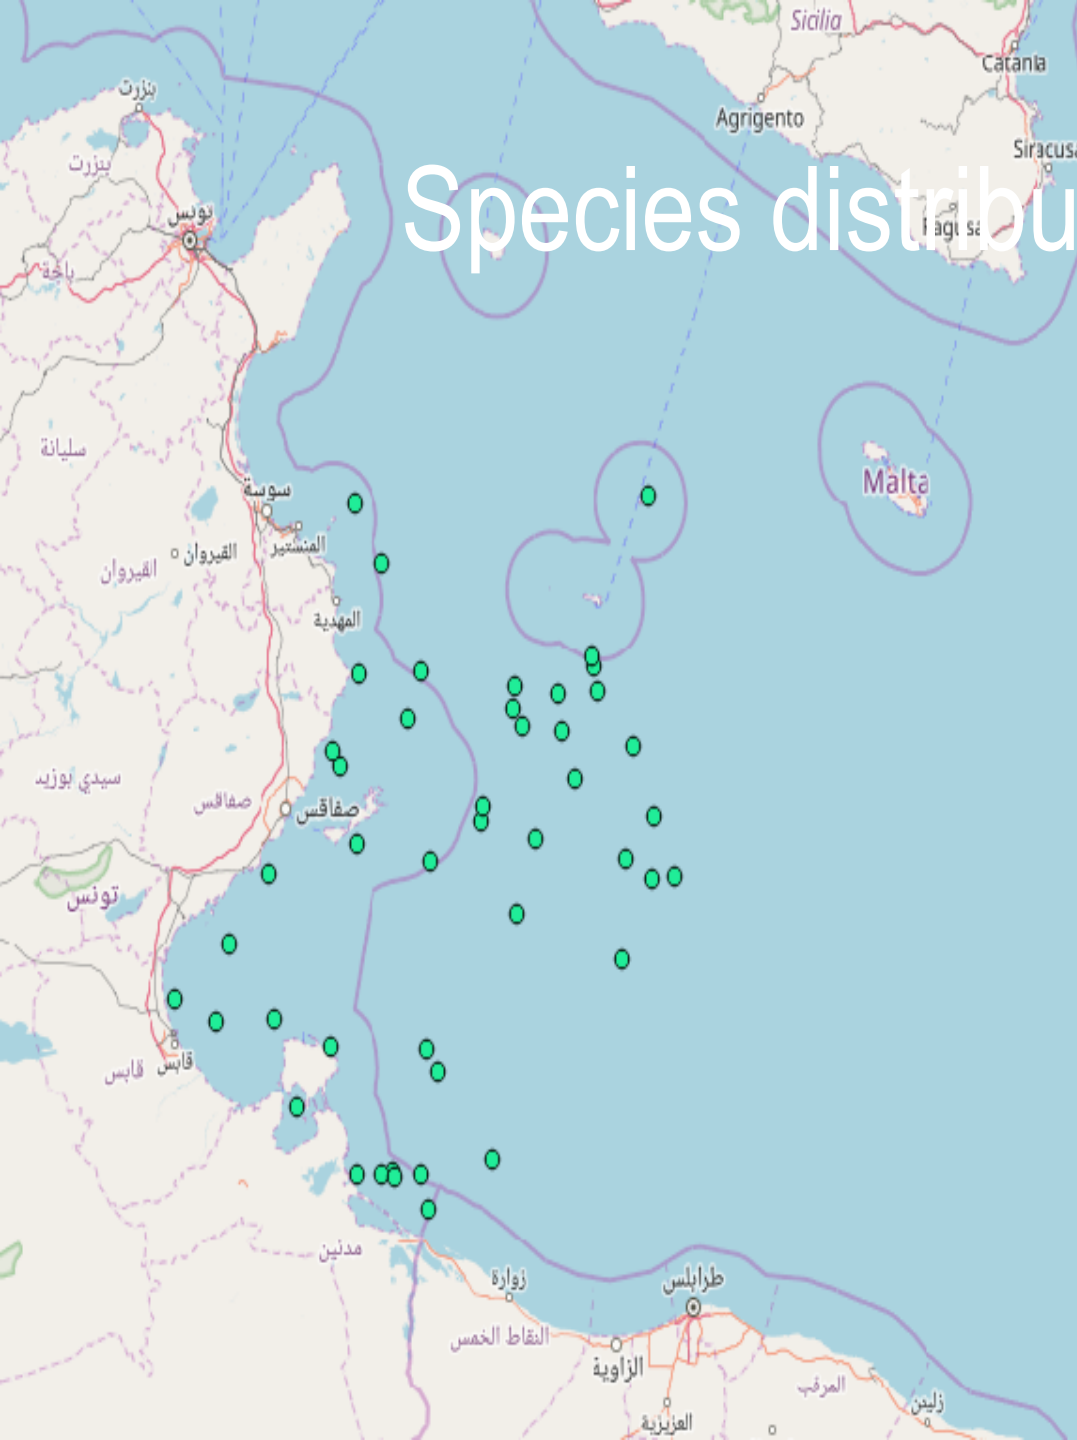 Sicilia
Catania
بنزرت
Agrigento
Siracusa
بنزرت
Species distribu
تونس
Ragusa
باجة
سليانة
Malta
سوسة
المنستير
القيروان
القيروان
المهدية
سيدي بوزيد
صفاقس
صفاقس
تونس
قابس
قابس
مدنين
زوارة
طرابلس
النقاط الخمس
الزاوية
المرقب
زليتن
العزيزية